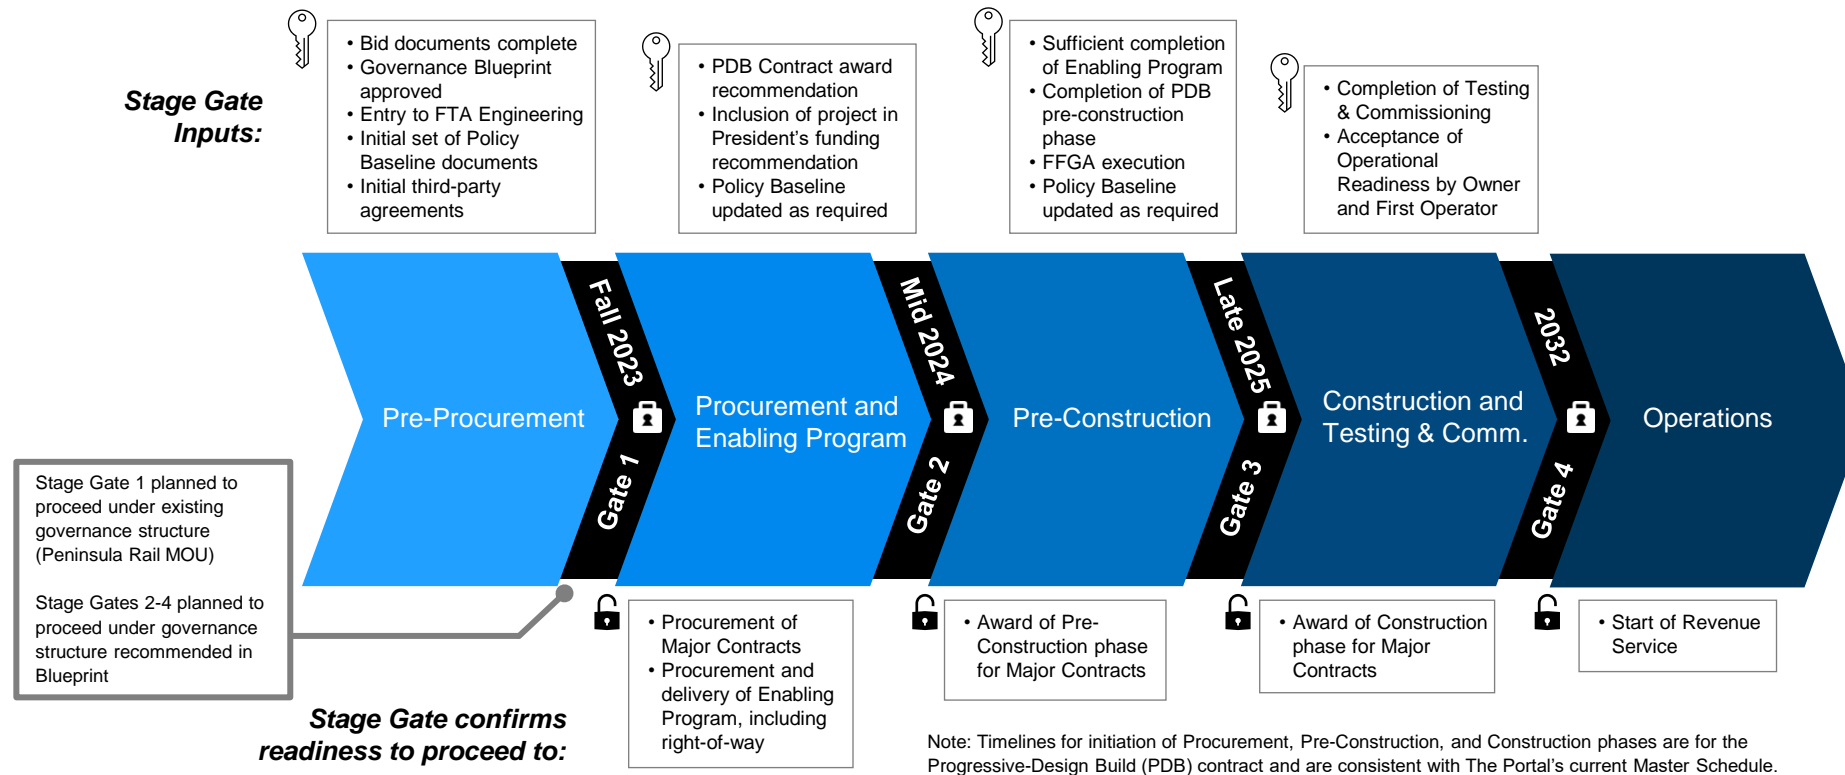 Stage Gate
Inputs:
• Bid documents complete
• Governance Blueprint
approved
• Entry to FTA Engineering
• Initial set of Policy
Baseline documents
• Initial third-party
agreements
• PDB Contract award
recommendation
• Inclusion of project in
President’s funding
recommendation
• Policy Baseline
updated as required
• Sufficient completion
of Enabling Program
• Completion of PDB
pre-construction
phase
• FFGA execution
• Policy Baseline
updated as required
• Completion of Testing
& Commissioning
• Acceptance of
Operational
Readiness by Owner
and First Operator
Pre-Procurement
Fall 2023
Gate 1
Procurement and
Enabling Program
Mid 2024
Gate 2
Pre-Construction
Late 2025
Gate 3
Construction and
Testing & Comm.
2032
Gate 4
Operations
Stage Gate 1 planned to
proceed under existing
governance structure
(Peninsula Rail MOU)
Stage Gates 2-4 planned to
proceed under governance
structure recommended in
Blueprint
Stage Gate confirms
readiness to proceed to:
• Procurement of
Major Contracts
• Procurement and
delivery of Enabling
Program, including
right-of-way
• Award of Pre-
Construction phase
for Major Contracts
• Award of Construction
phase for Major
Contracts
• Start of Revenue
Service
Note: Timelines for initiation of Procurement, Pre-Construction, and Construction phases are for the
Progressive-Design Build (PDB) contract and are consistent with The Portal’s current Master Schedule.